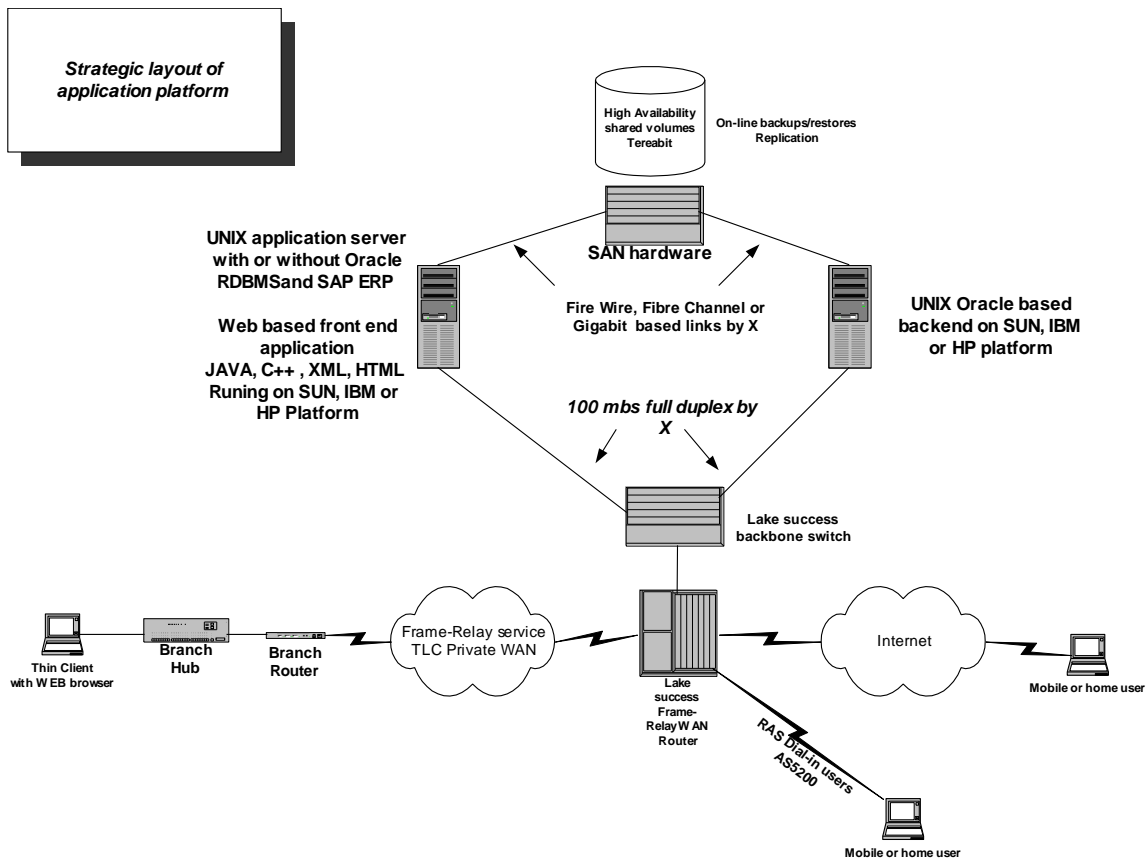 Strategic layout of
application platform
High Availability
shared volumes
Tereabit
On-line backups/restores
Replication
SAN hardware
UNIX application server
with or without Oracle
RDBMSand SAP ERP
Web based front end
application
JAVA, C++ , XML, HTML
Runing on SUN, IBM or
HP Platform
Fire Wire, Fibre Channel or
Gigabit based links by X
UNIX Oracle based
backend on SUN, IBM
or HP platform
100 mbs full duplex by
X
Lake success
backbone switch
Thin Client
with WEB browser
Branch
Hub
Branch
Router
Frame-Relay service
TLC Private WAN
Lake
success
Frame-
RelayWAN
Router
Internet
Mobile or home user
RAS Dial-in users
AS5200
Mobile or home user